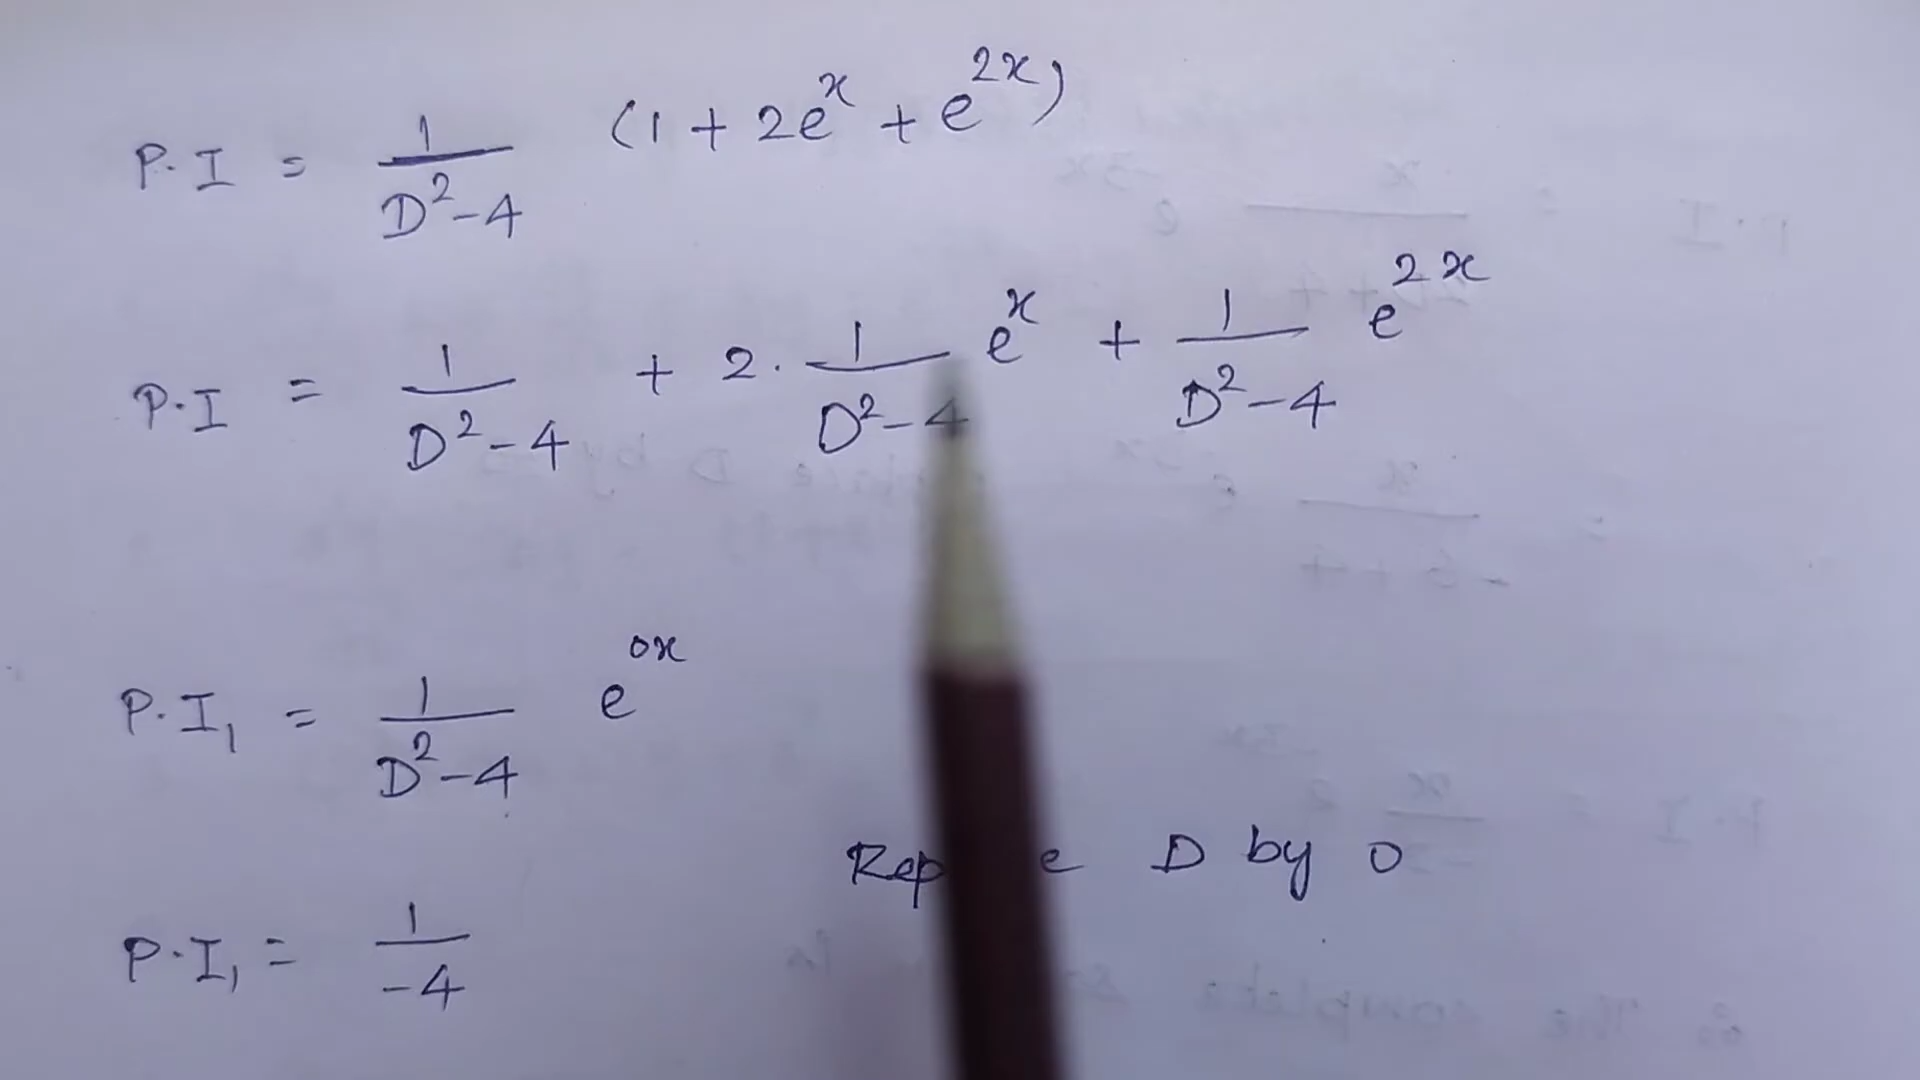 P.I = 1/(D²-4) (1 + 2e^x + e^2x)
P.I = 1/(D²-4) + 2. 1/(D²-4) e^x + 1/(D²-4) e^2x
P.I₁ = 1/(D²-4) e^0x
Rep e D by 0
P.I₁ = 1/-4